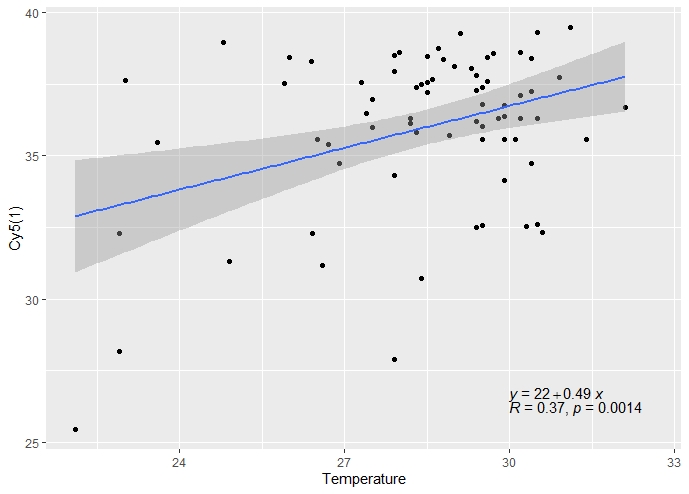 40
35
30
25
Cy5(1)
y = 22 + 0.49 x
R = 0.37, p = 0.0014
24 27 30 33
Temperature